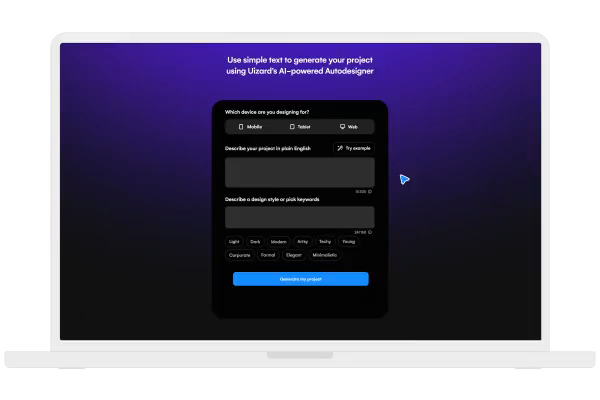 Use simple text to generate your project
using Uizard's AI-powered Autodesigner
Which device are you designing for?
Mobile Tablet Web
Describe your project in plain English
Try example
Describe a design style or pick keywords
Light Dark Modern Artsy Techy Young
Corporate Formal Elegant Minimalistic
Generate my project